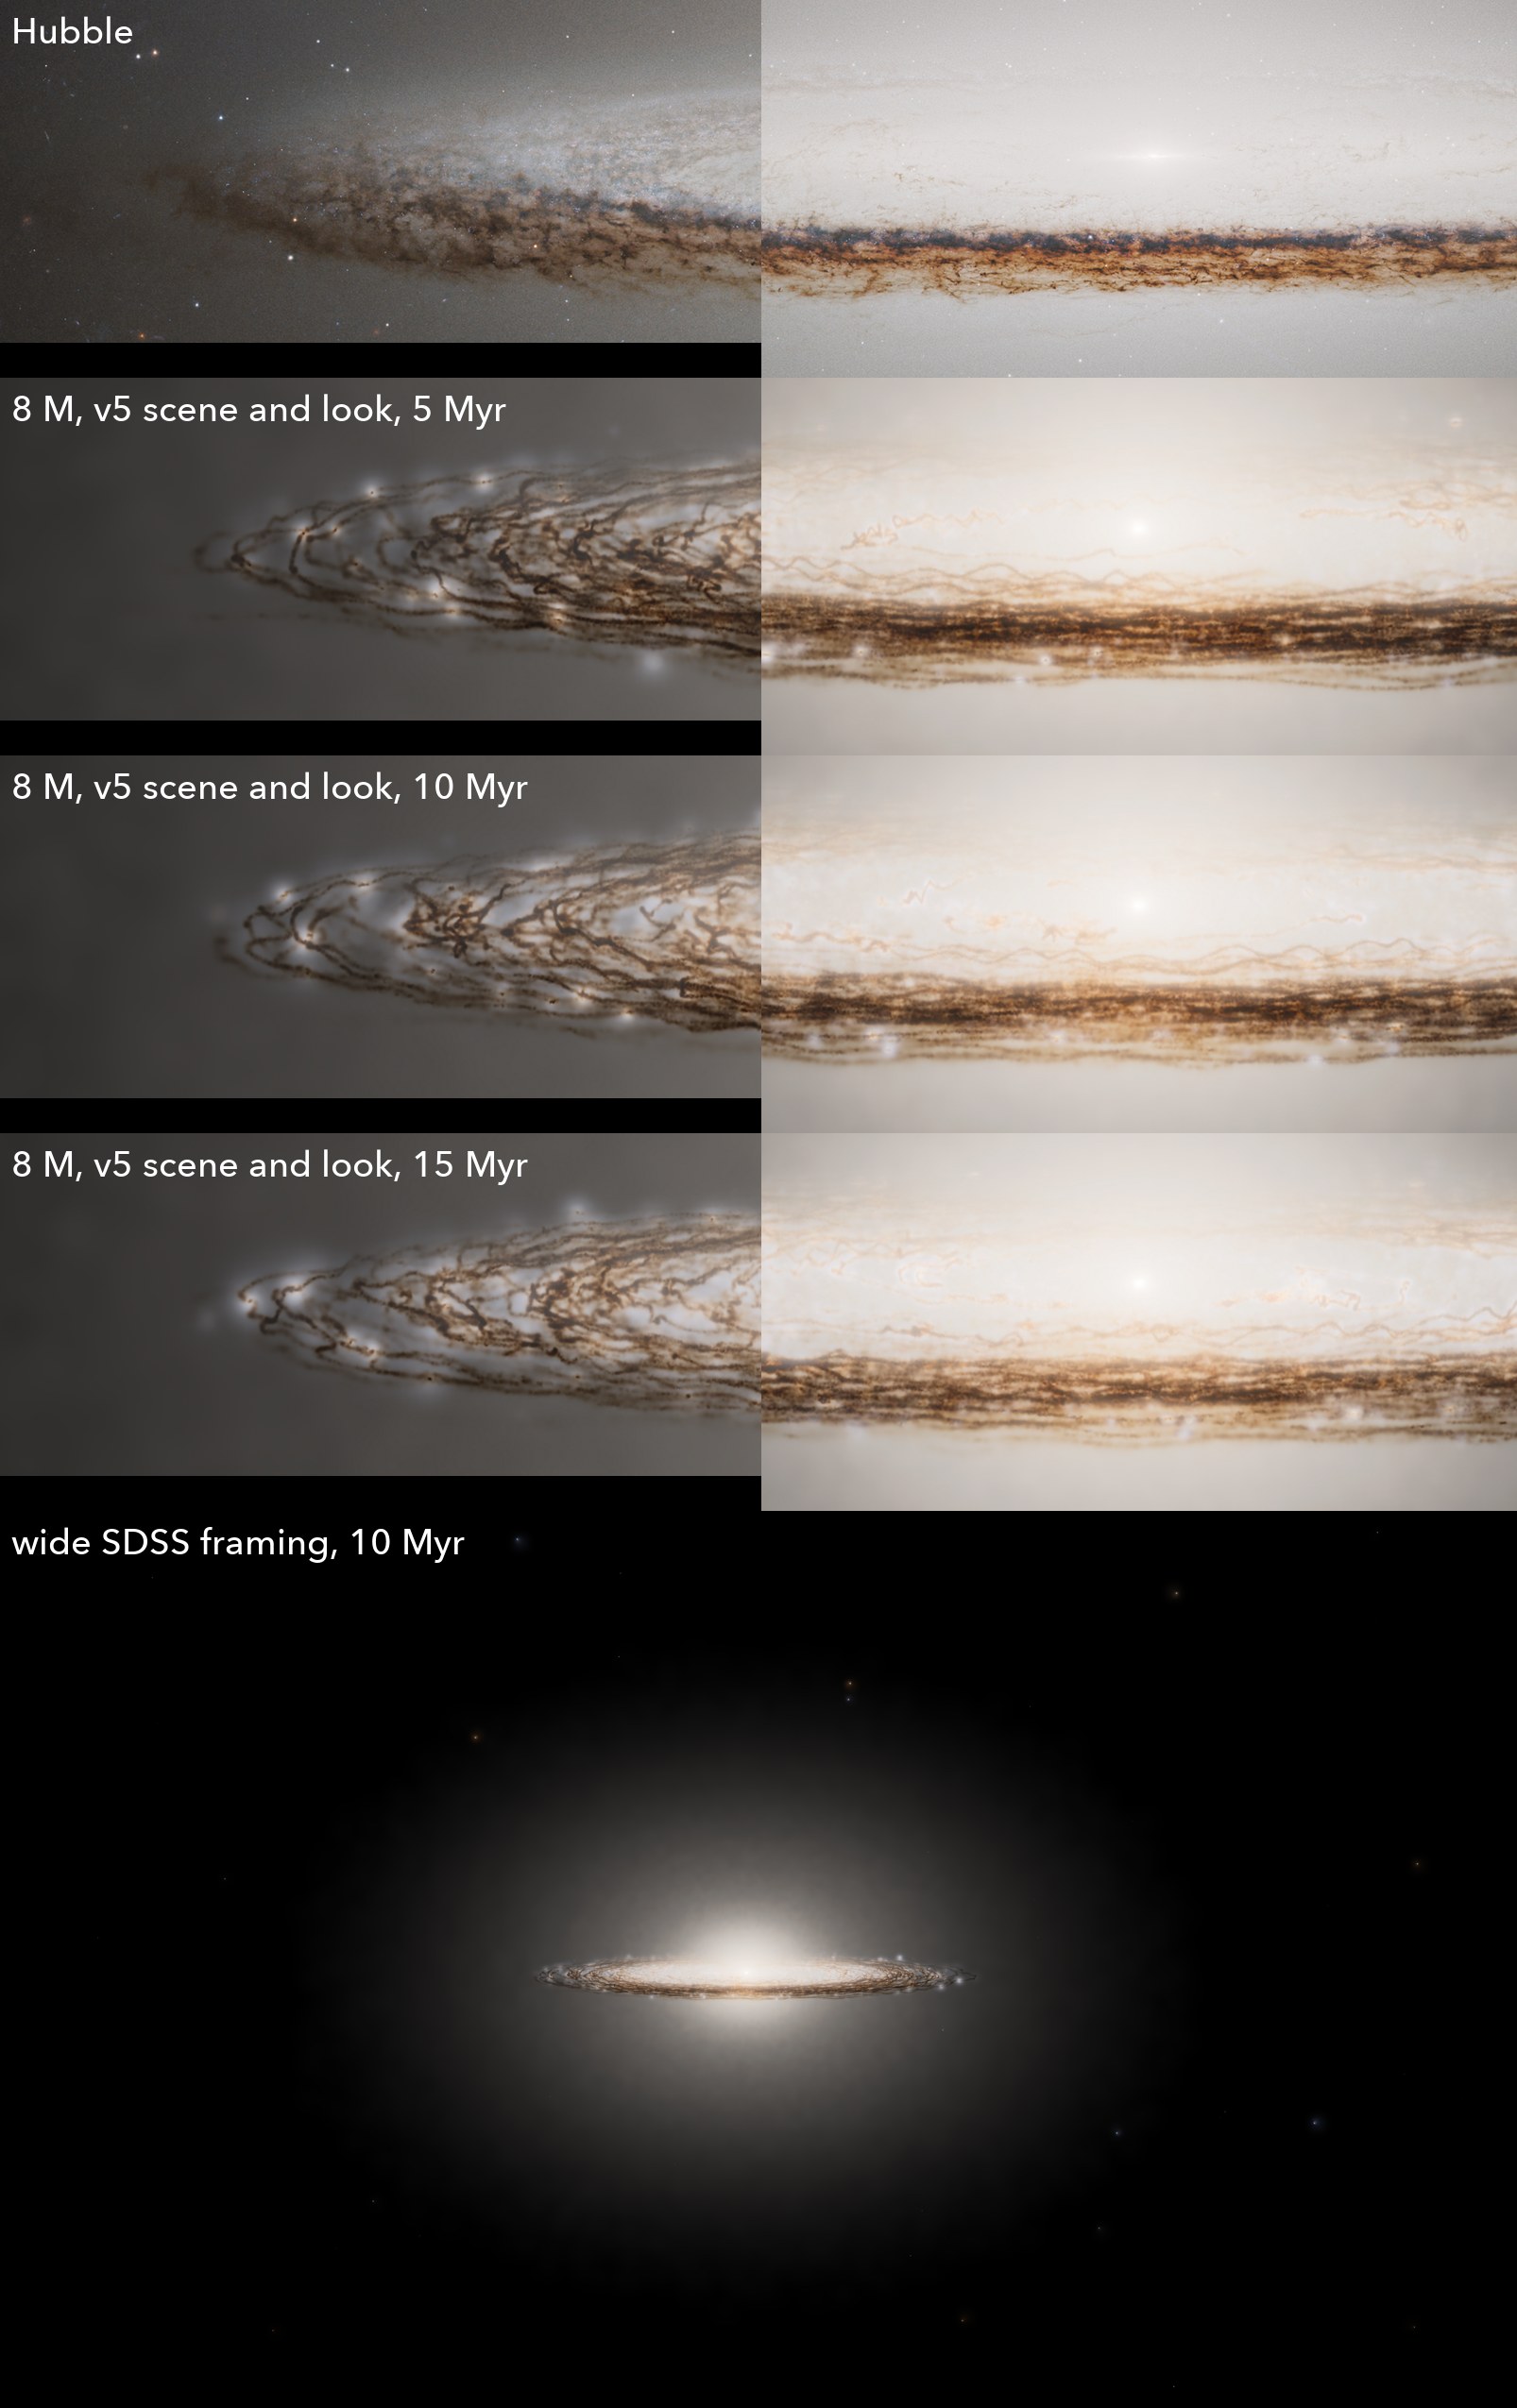 Hubble
8 M, v5 scene and look, 5 Myr
8 M, v5 scene and look, 10 Myr
8 M, v5 scene and look, 15 Myr
wide SDSS framing, 10 Myr